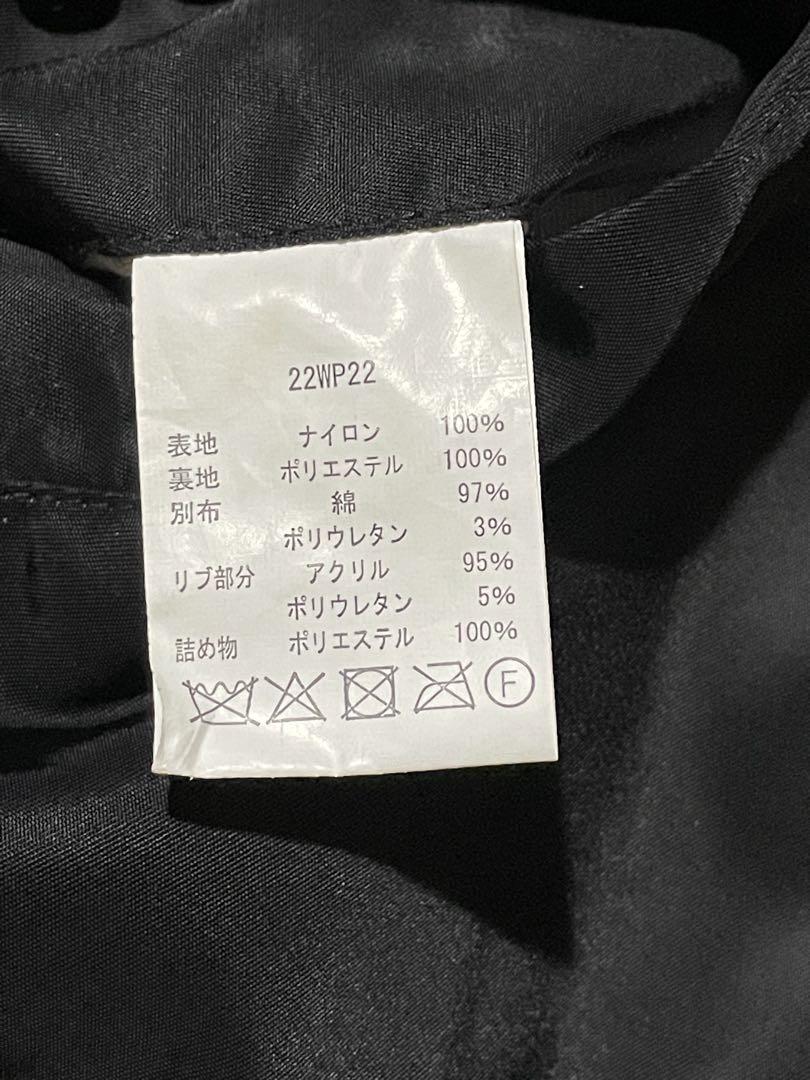 22WP22
表地 ナイロン 100%
裏地 ポリエステル 100%
別布 綿 97%
ポリウレタン 3%
リブ部分 アクリル 95%
ポリウレタン 5%
詰め物 ポリエステル 100%
F